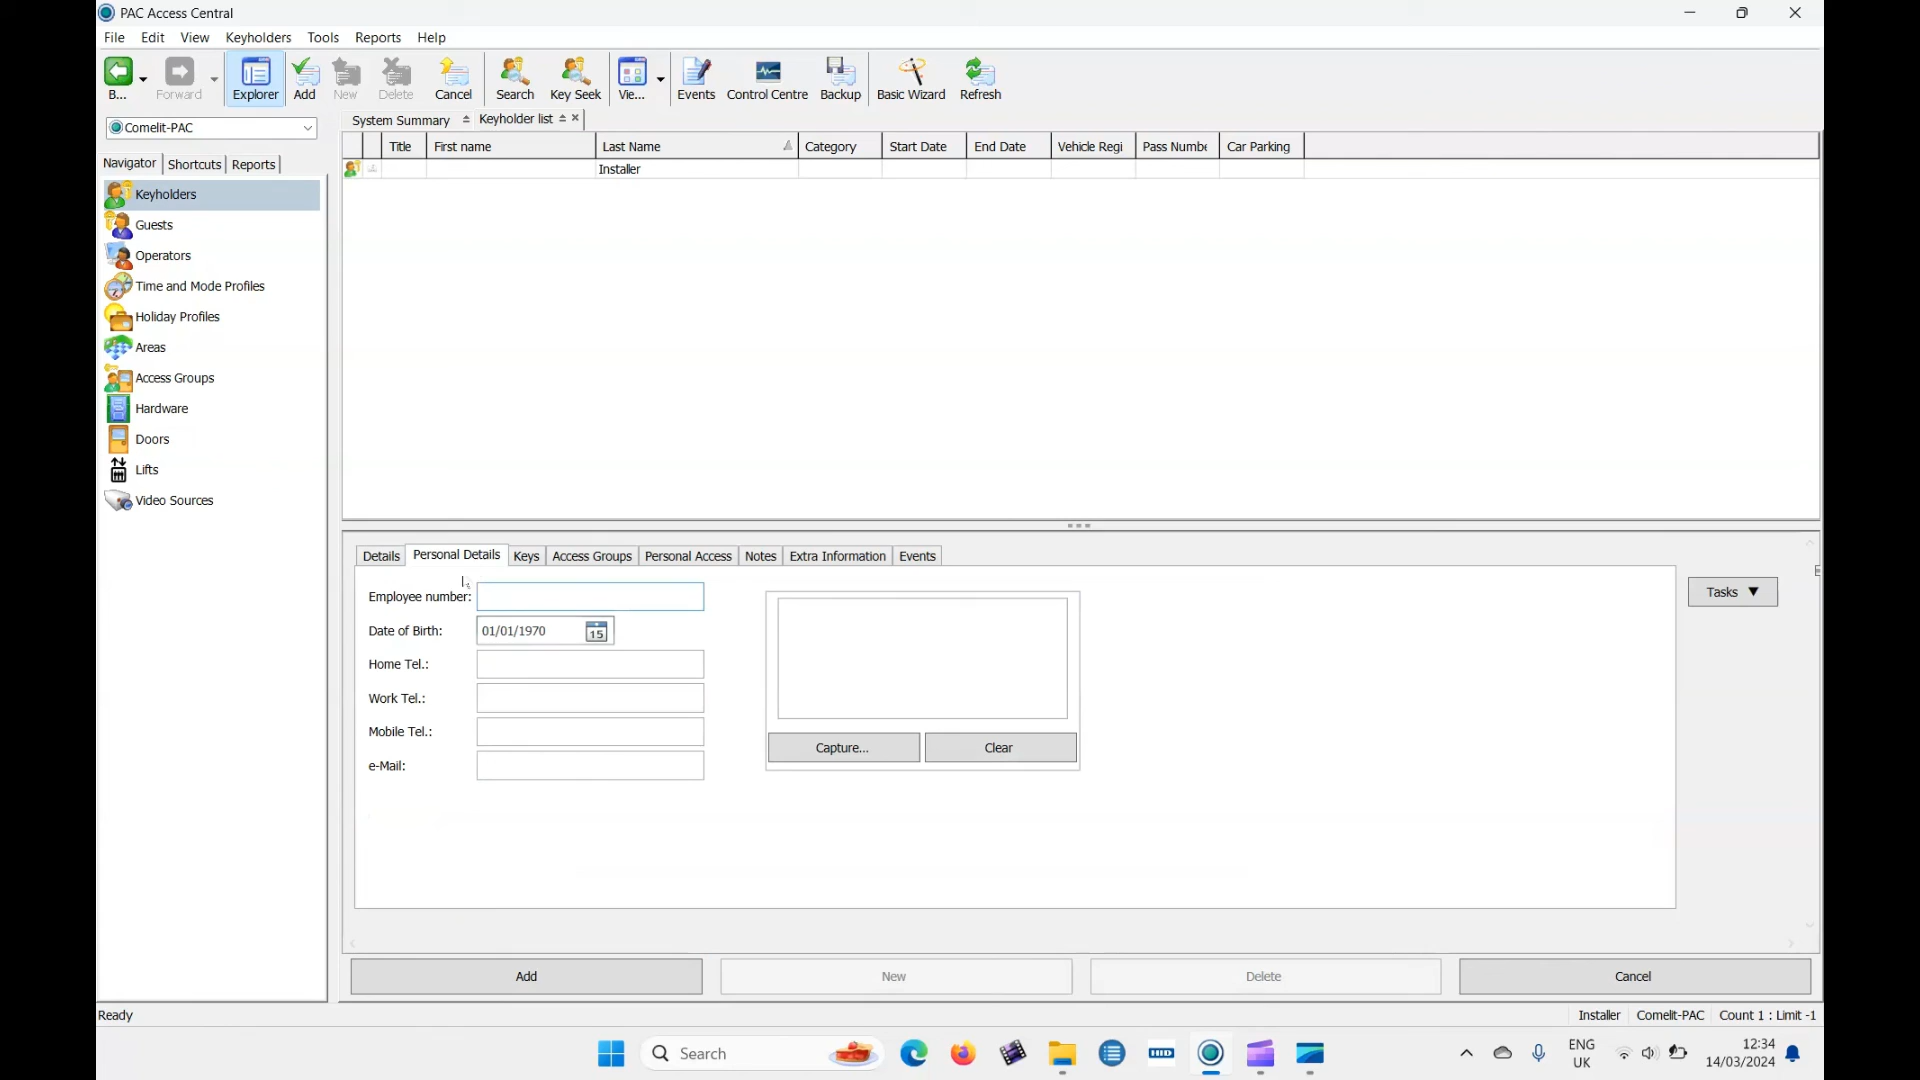 PAC Access Central
File Edit View Keyholders Tools Reports Help
B... Forward Explorer Add New Delete Cancel Search Key Seek Vie... Events Control Centre Backup Basic Wizard Refresh
Comelit-PAC
System Summary Keyholder list
Navigator Shortcuts Reports
Title First name Last Name Category Start Date End Date Vehicle Regi Pass Numbe Car Parking
Installer
Keyholders
Guests
Operators
Time and Mode Profiles
Holiday Profiles
Areas
Access Groups
Hardware
Doors
Lifts
Video Sources
Details Personal Details Keys Access Groups Personal Access Notes Extra Information Events
Employee number:
Date of Birth: 01/01/1970 15
Home Tel.:
Work Tel.:
Mobile Tel.:
e-Mail:
Capture... Clear
Tasks ▼
Add New Delete Cancel
Ready Installer Comelit-PAC Count 1 : Limit -1
Search HID ENG UK 12:34
14/03/2024